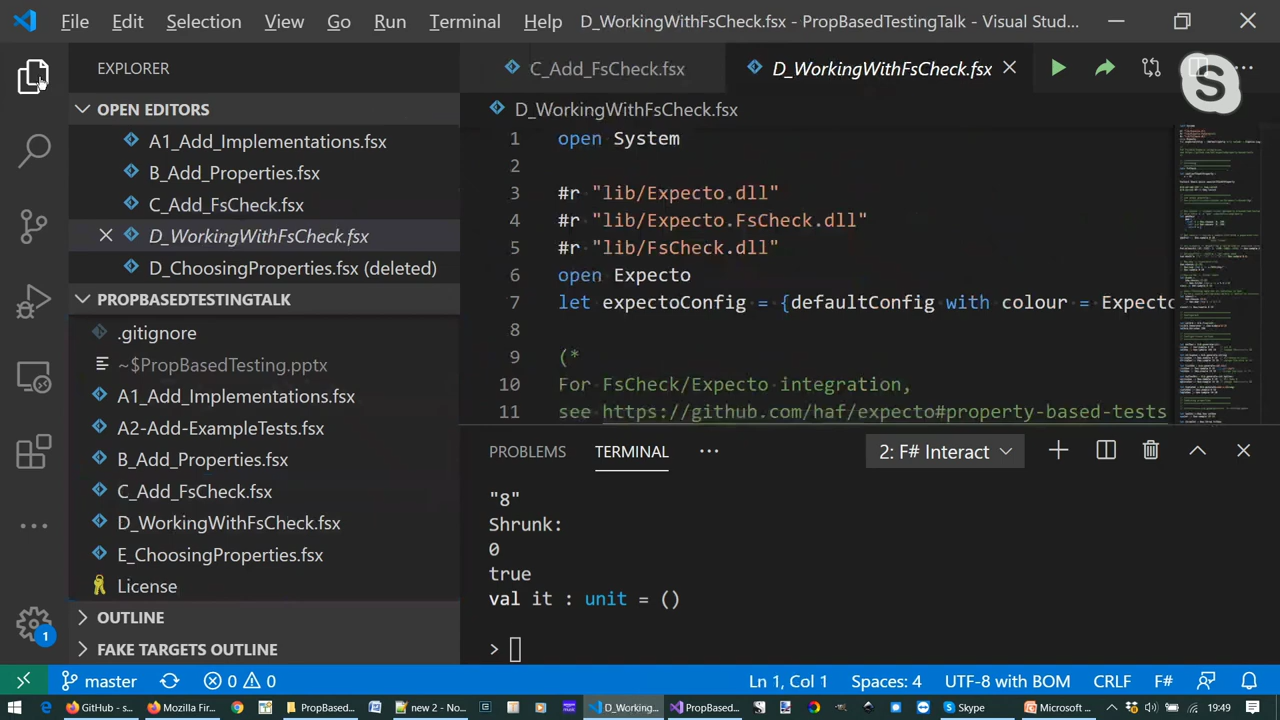 File Edit Selection View Go Run Terminal Help D_WorkingWithFsCheck.fsx - PropBasedTestingTalk - Visual Stud...
EXPLORER
OPEN EDITORS
A1_Add_Implementations.fsx
B_Add_Properties.fsx
C_Add_FsCheck.fsx
D_WorkingWithFsCheck.fsx
D_ChoosingProperties.fsx (deleted)
PROPBASEDTESTINGTALK
.gitignore
~$PropBasedTesting.pptx
A1_Add_Implementations.fsx
A2-Add-ExampleTests.fsx
B_Add_Properties.fsx
C_Add_FsCheck.fsx
D_WorkingWithFsCheck.fsx
E_ChoosingProperties.fsx
License
OUTLINE
FAKE TARGETS OUTLINE
1
C_Add_FsCheck.fsx D_WorkingWithFsCheck.fsx
D_WorkingWithFsCheck.fsx
1 open System
2
3 #r "lib/Expecto.dll"
4 #r "lib/Expecto.FsCheck.dll"
5 #r "lib/FsCheck.dll"
6 open Expecto
7 let expectoConfig = {defaultConfig with colour = Expecto
8
9 (*
10 For FsCheck/Expecto integration,
11 see https://github.com/haf/expecto#property-based-tests
PROBLEMS TERMINAL 2: F# Interact
"8"
Shrunk:
0
true
val it : unit = ()
>
master 0 0 Ln 1, Col 1 Spaces: 4 UTF-8 with BOM CRLF F#
GitHub - s... Mozilla Fir... PropBased... new 2 - No... D_Working... PropBased... Skype Microsoft ... 19:49